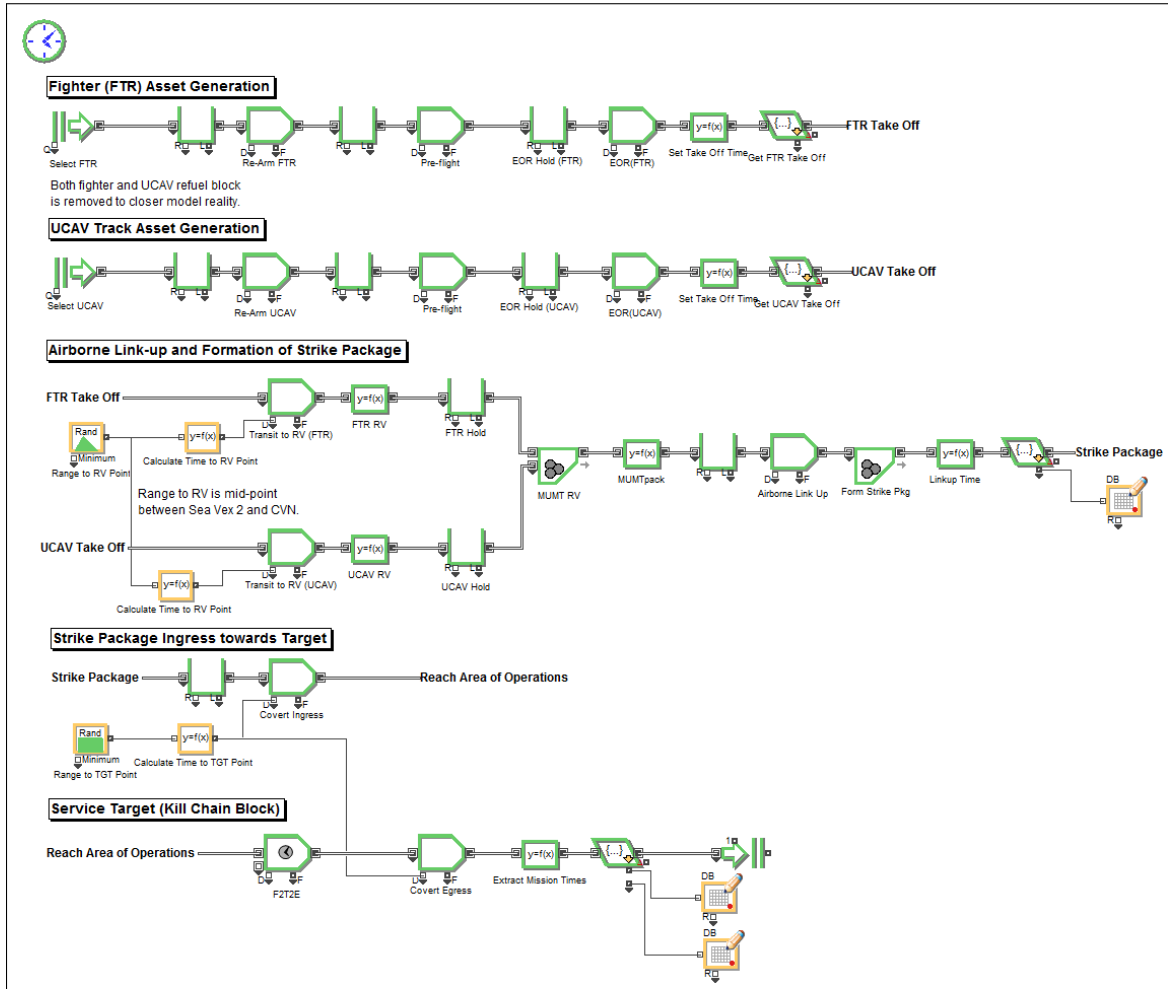 Fighter (FTR) Asset Generation
Q
Select FTR
R L
D F
Re-Arm FTR
R L
D F
Pre-flight
R L
EOR Hold (FTR)
D F
EOR(FTR)
y=f(x)
Set Take Off Time
{...}
Get FTR Take Off
FTR Take Off
Both fighter and UCAV refuel block
is removed to closer model reality.
UCAV Track Asset Generation
Q
Select UCAV
R L
D F
Re-Arm UCAV
R L
D F
Pre-flight
R L
EOR Hold (UCAV)
D F
EOR(UCAV)
y=f(x)
Set Take Off Time
{...}
Get UCAV Take Off
UCAV Take Off
Airborne Link-up and Formation of Strike Package
FTR Take Off
D F
Transit to RV (FTR)
y=f(x)
FTR RV
R L
FTR Hold
Rand
Minimum
Range to RV Point
y=f(x)
Calculate Time to RV Point
Range to RV is mid-point
between Sea Vex 2 and CVN.
MUMT RV
y=f(x)
MUMTpack
R L
D F
Airborne Link Up
Form Strike Pkg
y=f(x)
Linkup Time
{...}
Strike Package
DB
R
UCAV Take Off
D F
Transit to RV (UCAV)
y=f(x)
UCAV RV
R L
UCAV Hold
y=f(x)
Calculate Time to RV Point
Strike Package Ingress towards Target
Strike Package
R L
D F
Covert Ingress
Reach Area of Operations
Rand
Minimum
Range to TGT Point
y=f(x)
Calculate Time to TGT Point
Service Target (Kill Chain Block)
Reach Area of Operations
D F
F2T2E
D F
Covert Egress
y=f(x)
Extract Mission Times
{...}
1
DB
R
DB
R